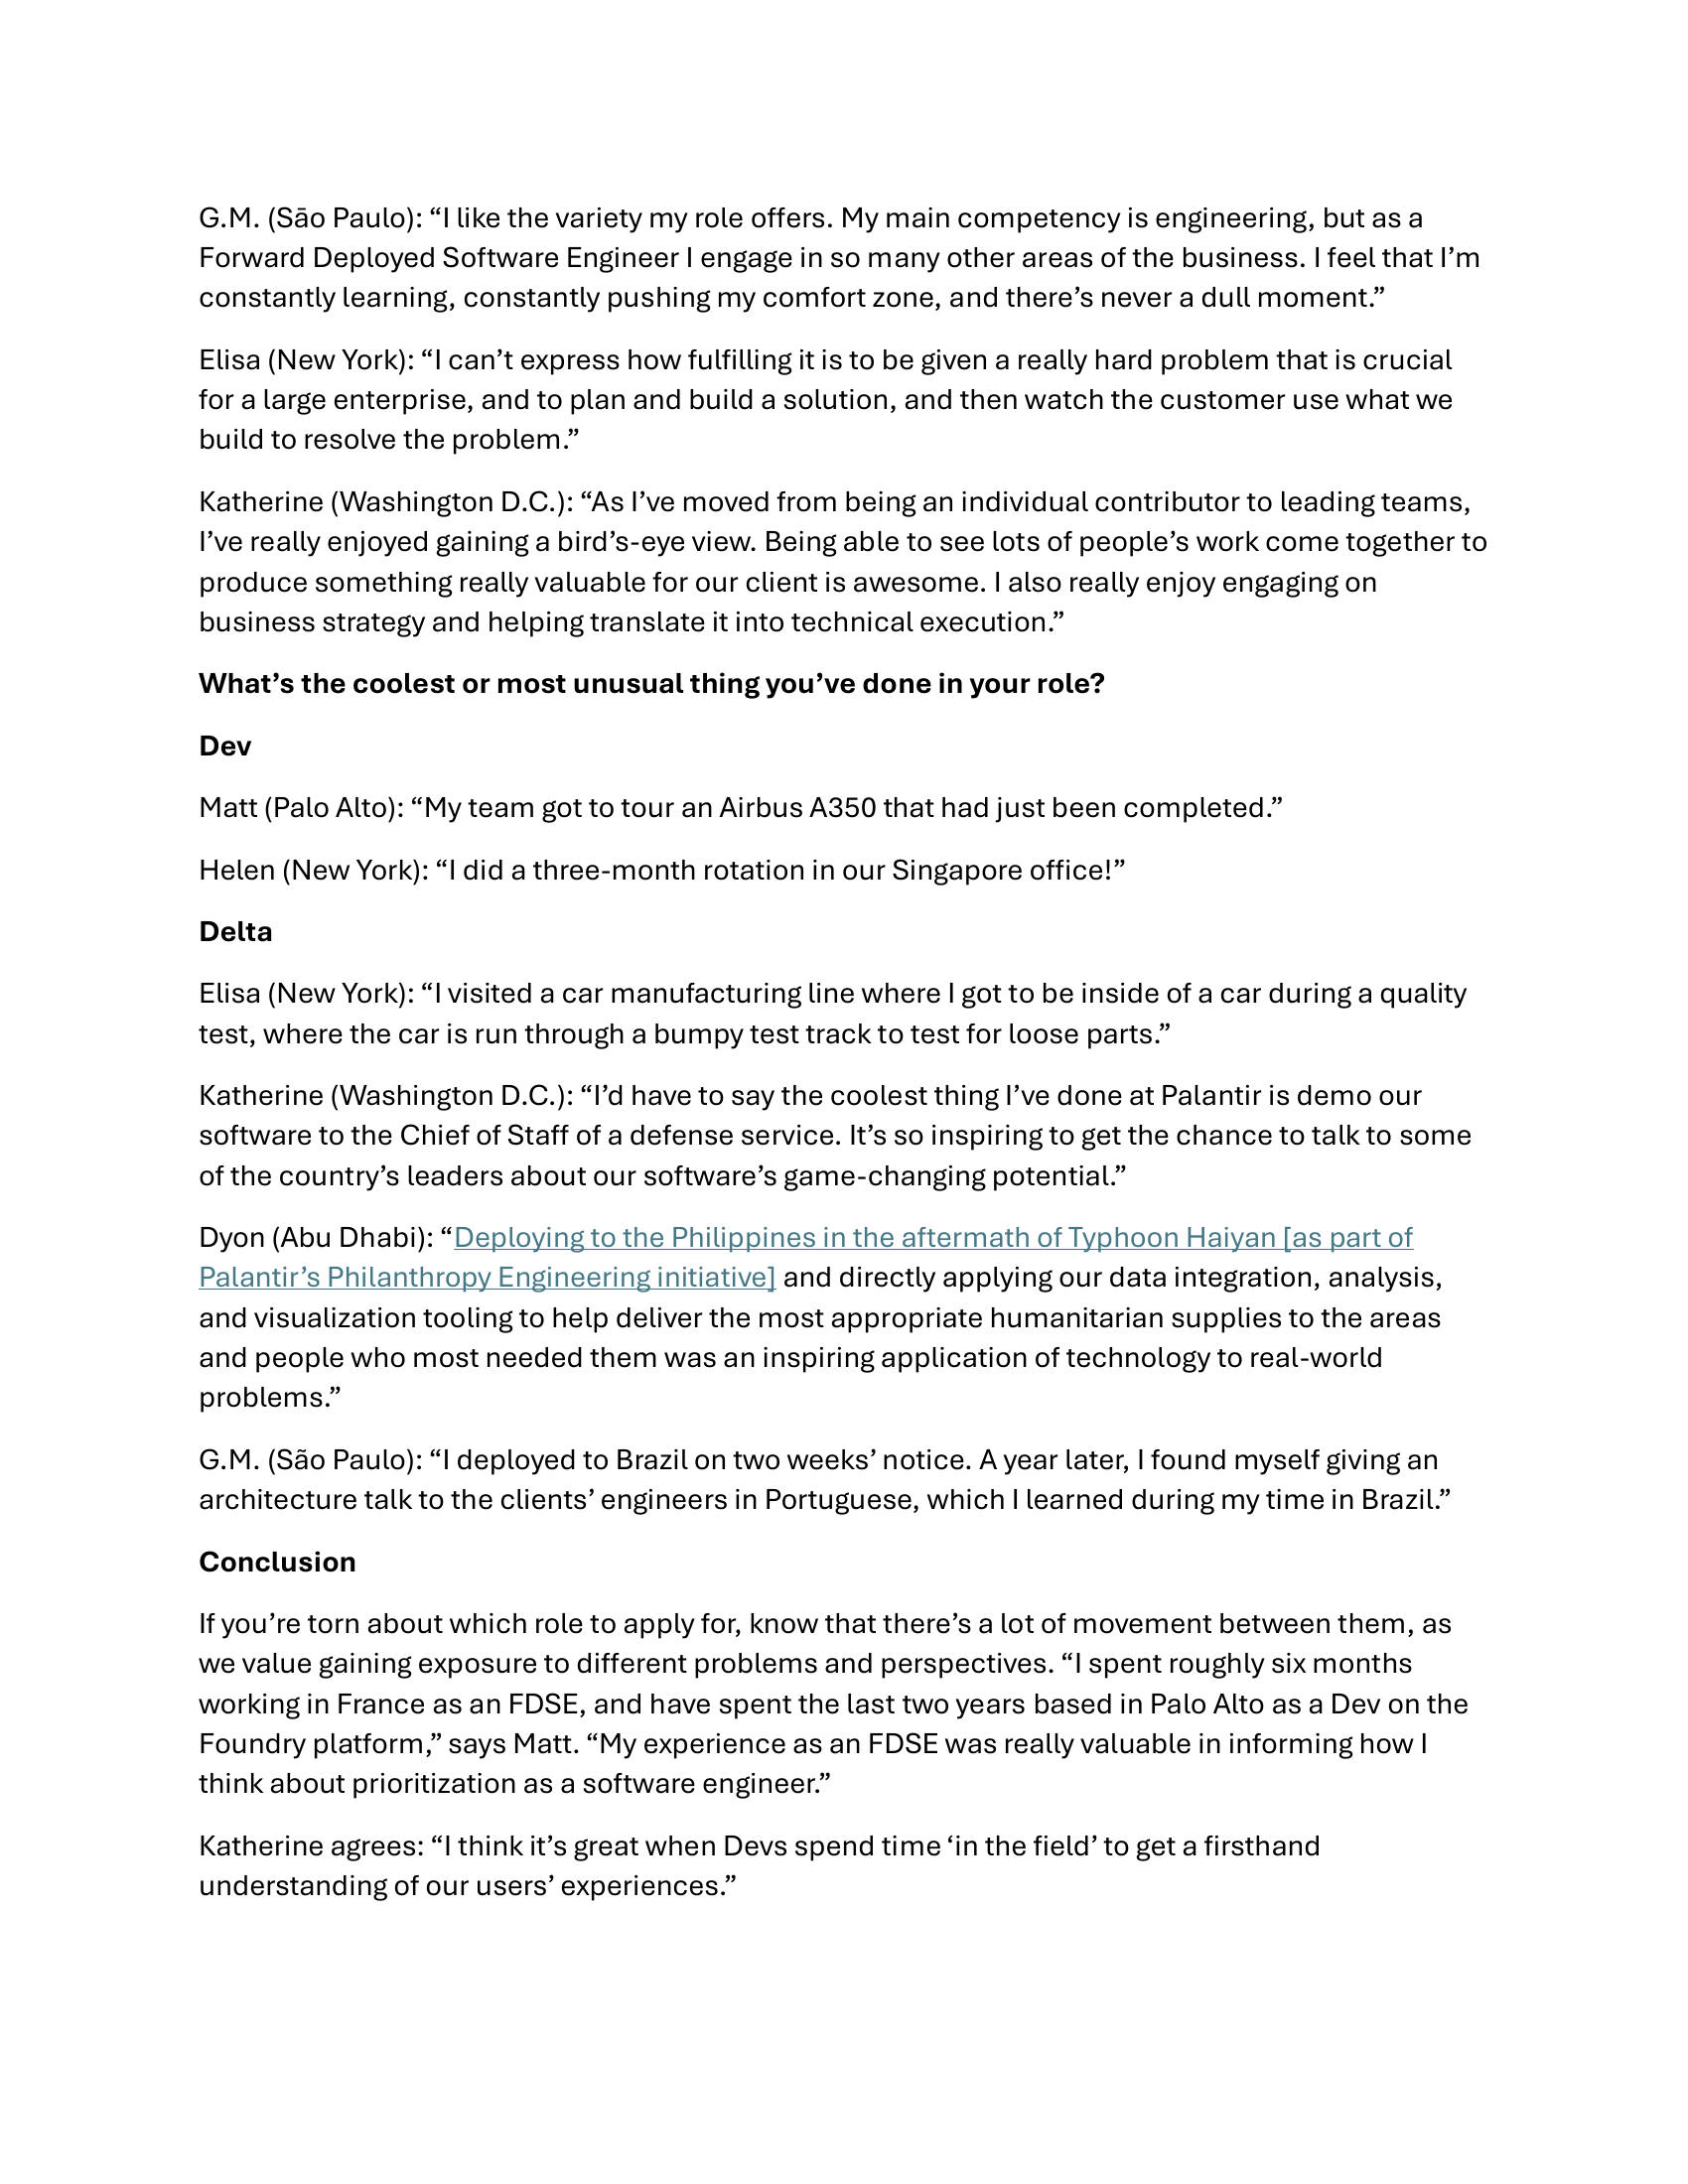 G.M. (Sāo Paulo): “I like the variety my role offers. My main competency is engineering, but as a
Forward Deployed Software Engineer I engage in so many other areas of the business. I feel that I’m
constantly learning, constantly pushing my comfort zone, and there’s never a dull moment.”
Elisa (New York): “I can’t express how fulfilling it is to be given a really hard problem that is crucial
for a large enterprise, and to plan and build a solution, and then watch the customer use what we
build to resolve the problem.”
Katherine (Washington D.C.): “As I’ve moved from being an individual contributor to leading teams,
I’ve really enjoyed gaining a bird’s-eye view. Being able to see lots of people’s work come together to
produce something really valuable for our client is awesome. I also really enjoy engaging on
business strategy and helping translate it into technical execution.”
What’s the coolest or most unusual thing you’ve done in your role?
Dev
Matt (Palo Alto): “My team got to tour an Airbus A350 that had just been completed.”
Helen (New York): “I did a three-month rotation in our Singapore office!”
Delta
Elisa (New York): “I visited a car manufacturing line where I got to be inside of a car during a quality
test, where the car is run through a bumpy test track to test for loose parts.”
Katherine (Washington D.C.): “I’d have to say the coolest thing I’ve done at Palantir is demo our
software to the Chief of Staff of a defense service. It’s so inspiring to get the chance to talk to some
of the country’s leaders about our software’s game-changing potential.”
Dyon (Abu Dhabi): “Deploying to the Philippines in the aftermath of Typhoon Haiyan [as part of
Palantir’s Philanthropy Engineering initiative] and directly applying our data integration, analysis,
and visualization tooling to help deliver the most appropriate humanitarian supplies to the areas
and people who most needed them was an inspiring application of technology to real-world
problems.”
G.M. (São Paulo): “I deployed to Brazil on two weeks’ notice. A year later, I found myself giving an
architecture talk to the clients’ engineers in Portuguese, which I learned during my time in Brazil.”
Conclusion
If you’re torn about which role to apply for, know that there’s a lot of movement between them, as
we value gaining exposure to different problems and perspectives. “I spent roughly six months
working in France as an FDSE, and have spent the last two years based in Palo Alto as a Dev on the
Foundry platform,” says Matt. “My experience as an FDSE was really valuable in informing how I
think about prioritization as a software engineer.”
Katherine agrees: “I think it’s great when Devs spend time ‘in the field’ to get a firsthand
understanding of our users’ experiences.”